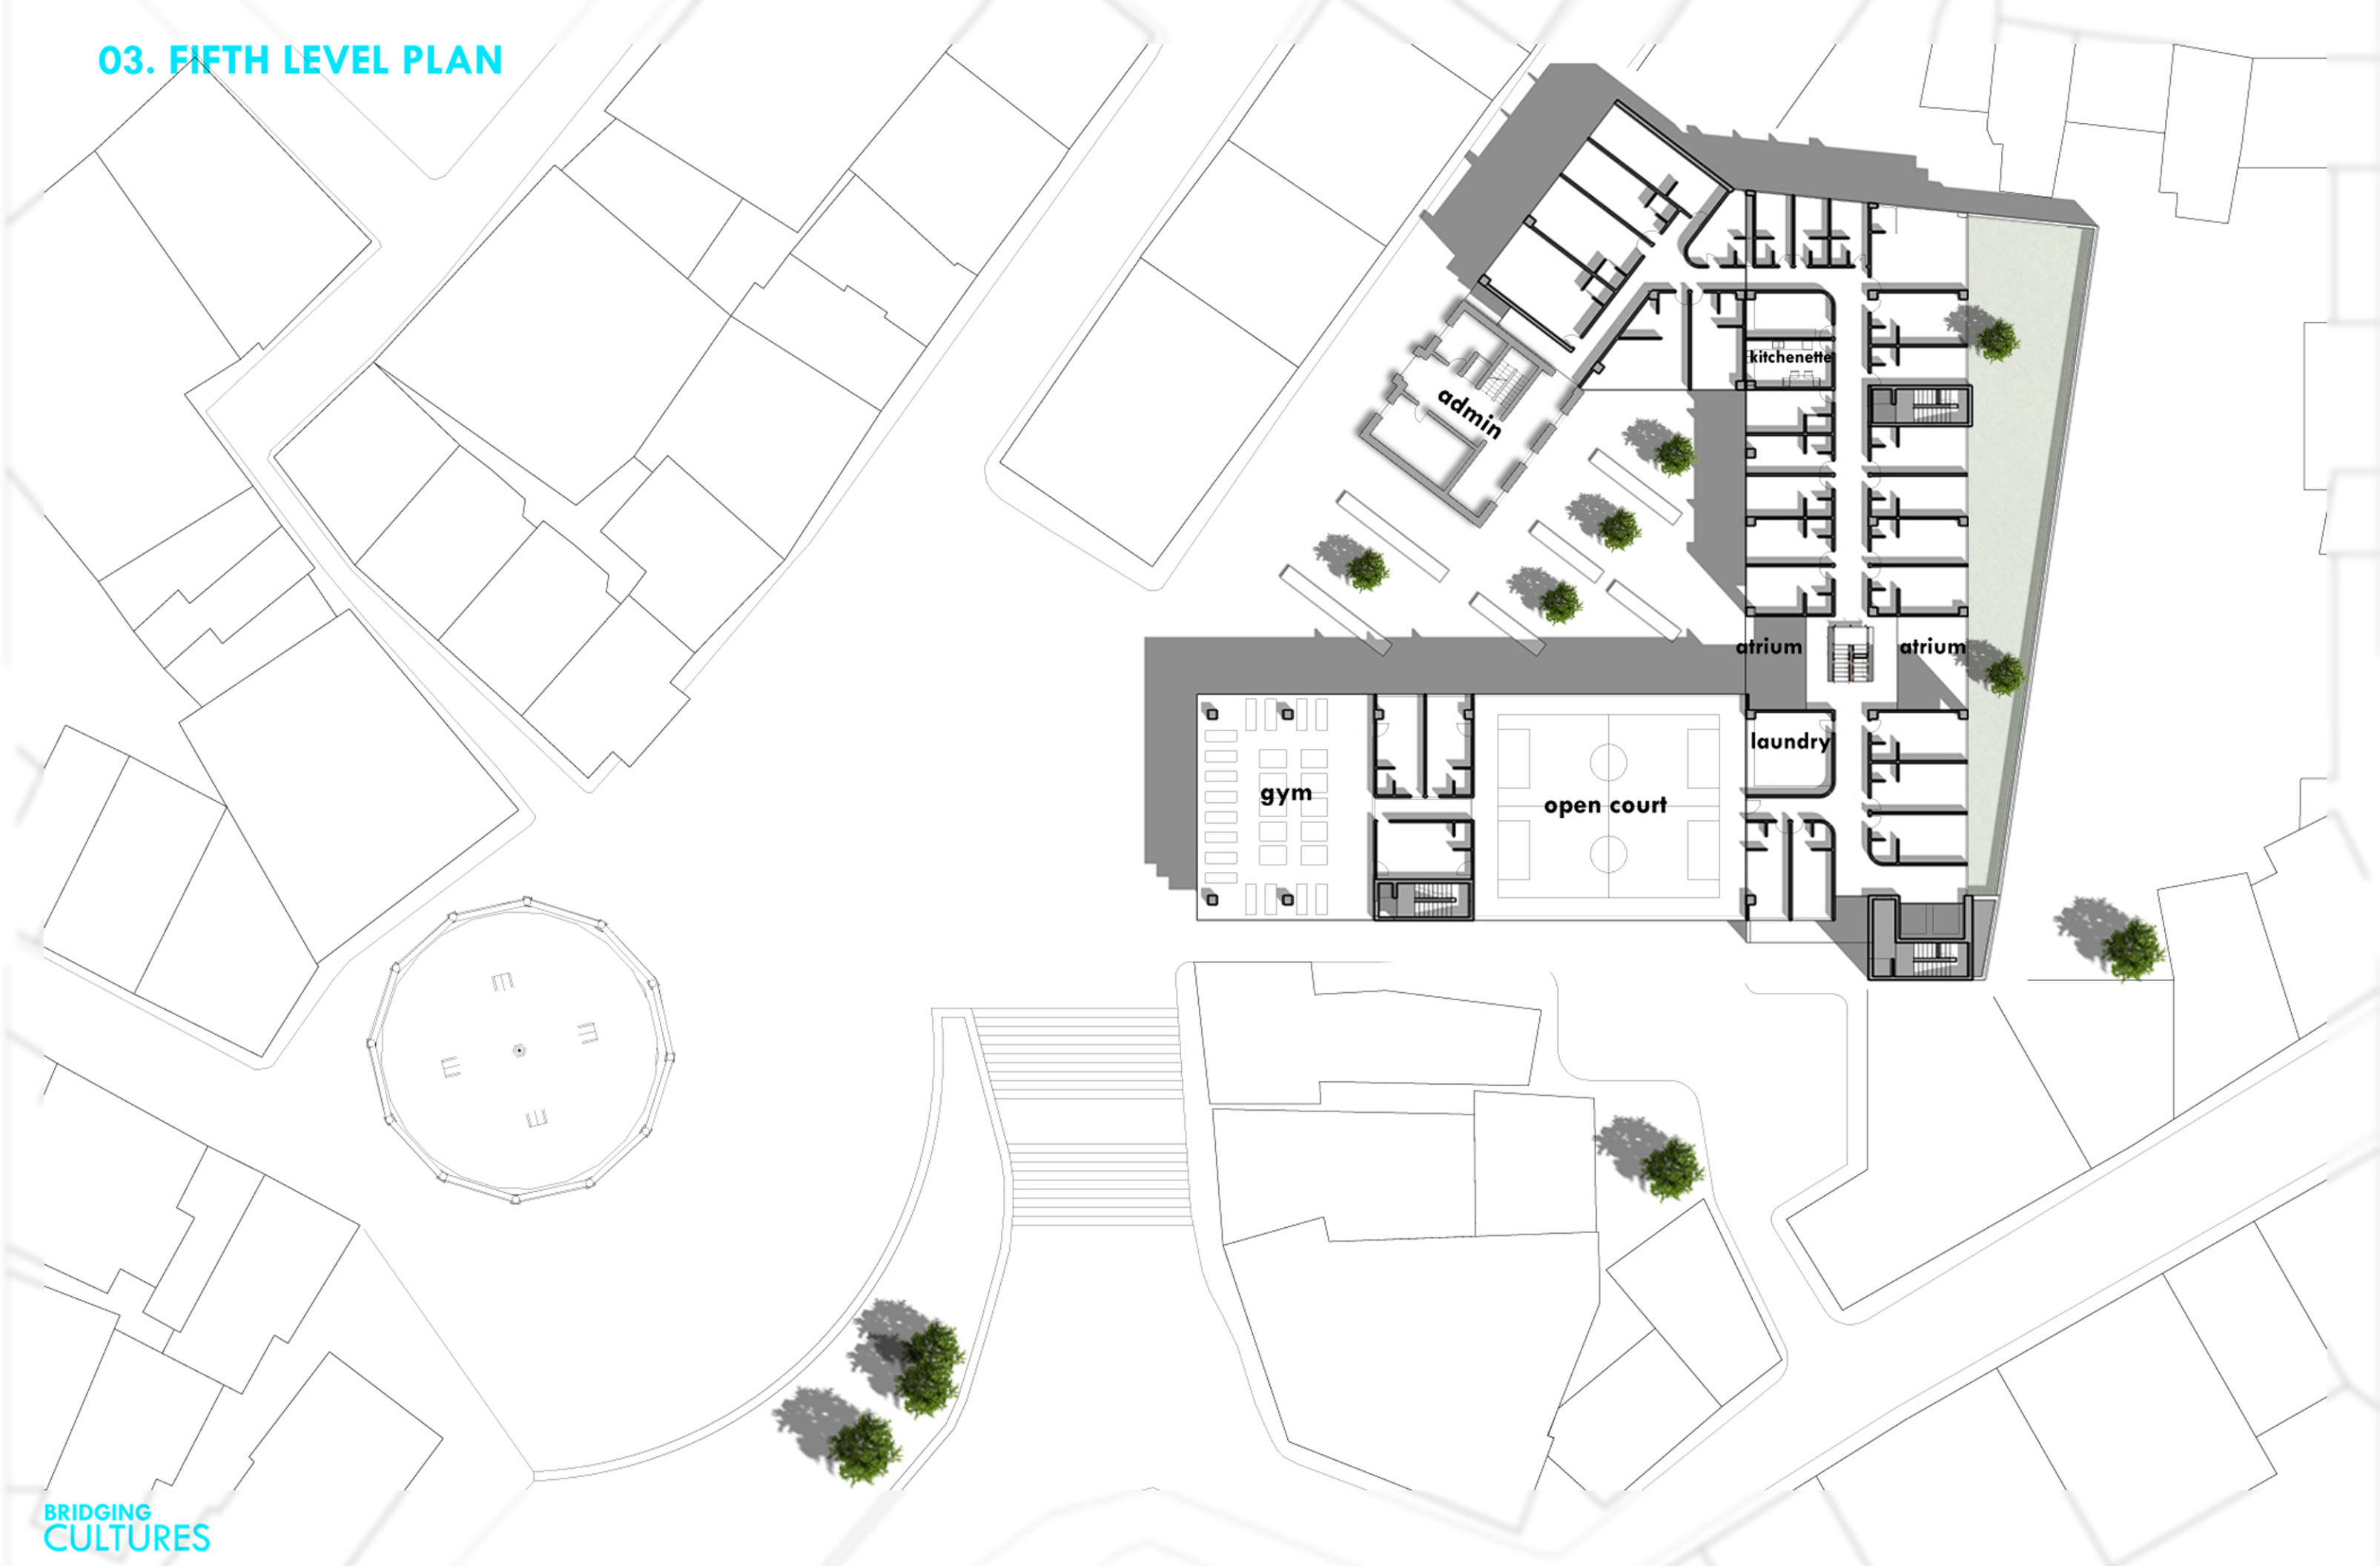 03. FIFTH LEVEL PLAN
kitchenette
admin
atrium
atrium
laundry
gym
open court
BRIDGING
CULTURES